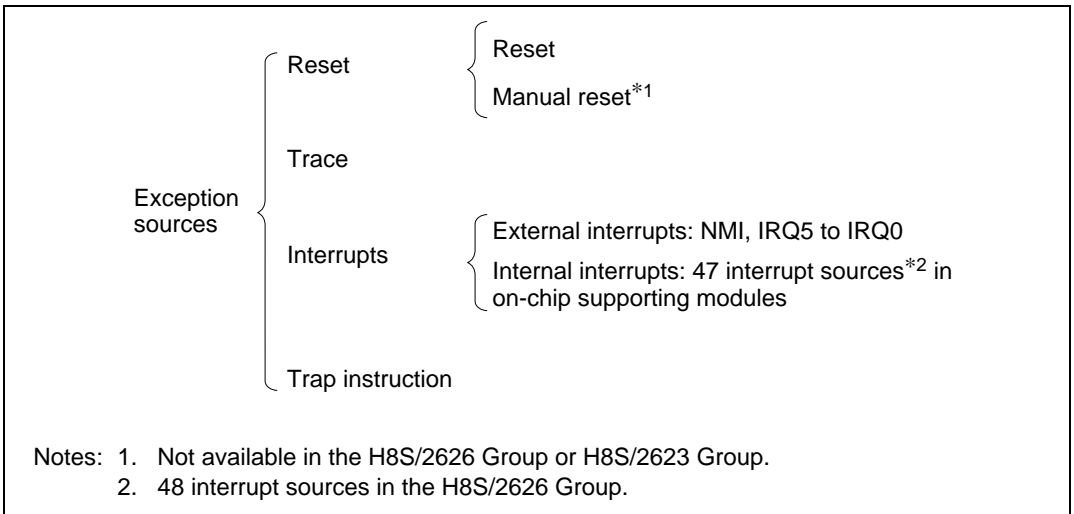 Reset
Reset
Manual reset*1
Trace
Exception
sources
Interrupts
External interrupts: NMI, IRQ5 to IRQ0
Internal interrupts: 47 interrupt sources*2 in
on-chip supporting modules
Trap instruction
Notes: 1. Not available in the H8S/2626 Group or H8S/2623 Group.
2. 48 interrupt sources in the H8S/2626 Group.